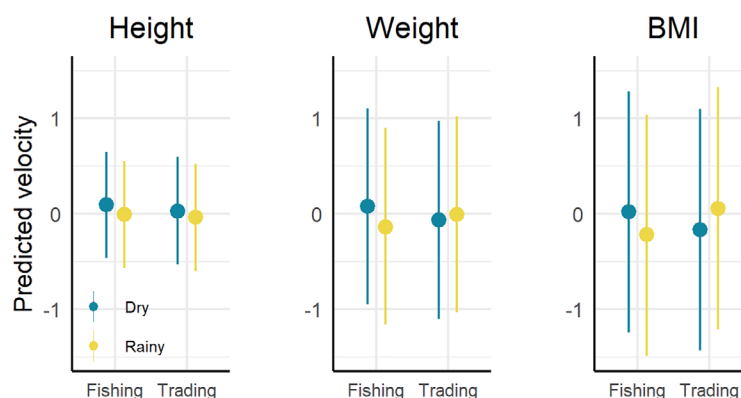 Height
Weight
BMI
Predicted velocity
1
0
-1
Dry
Rainy
Fishing Trading
1
0
-1
Fishing Trading
1
0
-1
Fishing Trading